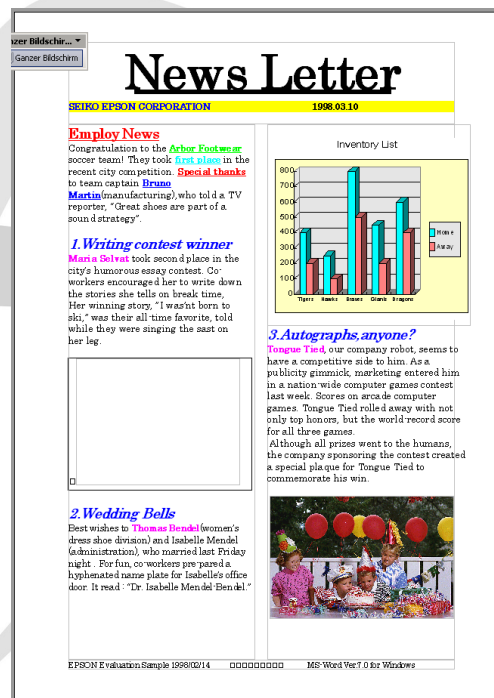 nzer Bildschir...
Ganzer Bildschirm
News Letter
SEIKO EPSON CORPORATION 1998.03.10
Employ News
Congratulation to the Arbor Footwear
soccer team! They took first place in the
recent city competition. Special thanks
to team captain Bruno
Martin(manufacturing),who told a TV
reporter, "Great shoes are part of a
sound strategy".
1.Writing contest winner
Maria Selvat took second place in the
city's humorous essay contest. Co-
workers encouraged her to write down
the stories she tells on break time,
Her winning story, "I was'nt born to
ski," was their all-time favorite, told
while they were singing the sast on
her leg.
2.Wedding Bells
Best wishes to Thomas Bendel(women's
dress shoe division) and Isabelle Mendel
(administration), who married last Friday
night . For fun, co-workers pre-pared a
hyphenated name plate for Isabelle's office
door. It read : "Dr. Isabelle Mendel-Bendel."
Inventory List
800
700
600
500
400
300
200
100
0
Tigers Hawks Braves Giants Dragons
Home
Away
3.Autographs,anyone?
Tongue Tied, our company robot, seems to
have a competitive side to him. As a
publicity gimmick, marketing entered him
in a nation-wide computer games contest
last week. Scores on arcade computer
games. Tongue Tied rolled away with not
only top honors, but the world-record score
for all three games.
Although all prizes went to the humans,
the company sponsoring the contest created
a special plaque for Tongue Tied to
commemorate his win.
EPSON Evaluation Sample 1998/02/14 □□□□□□□□□ MS-Word Ver.7.0 for Windows